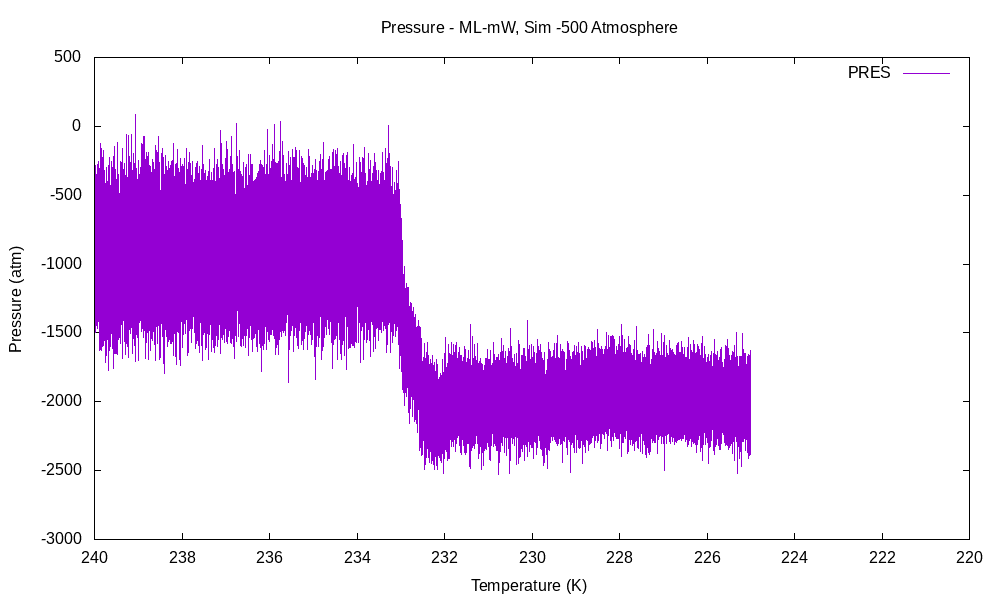 Pressure - ML-mW, Sim -500 Atmosphere
PRES
500
0
-500
-1000
-1500
-2000
-2500
-3000
Pressure (atm)
240 238 236 234 232 230 228 226 224 222 220
Temperature (K)